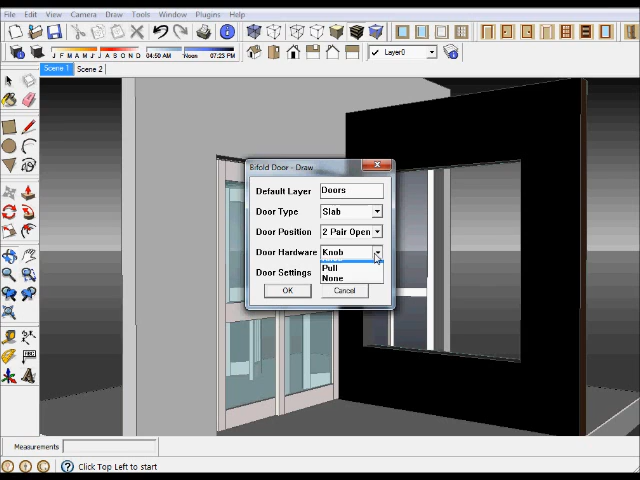 File Edit View Camera Draw Tools Window Plugins Help
J F M A M J J A S O N D 04:50 AM Noon 07:23 PM Layer0
Scene 1 Scene 2
Bifold Door - Draw
Default Layer Doors
Door Type Slab
Door Position 2 Pair Open
Door Hardware Knob
Pull
None
Door Settings
OK Cancel
Measurements
Click Top Left to start